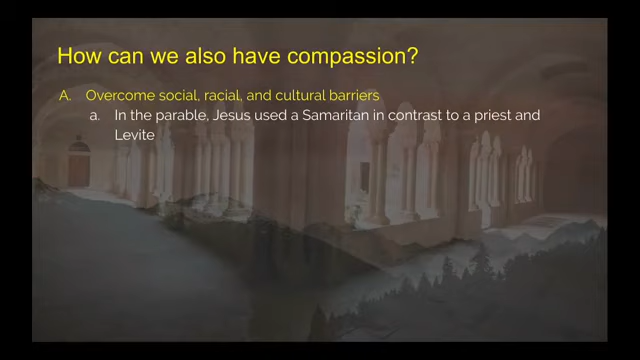 How can we also have compassion?
A. Overcome social, racial, and cultural barriers
a. In the parable, Jesus used a Samaritan in contrast to a priest and
Levite